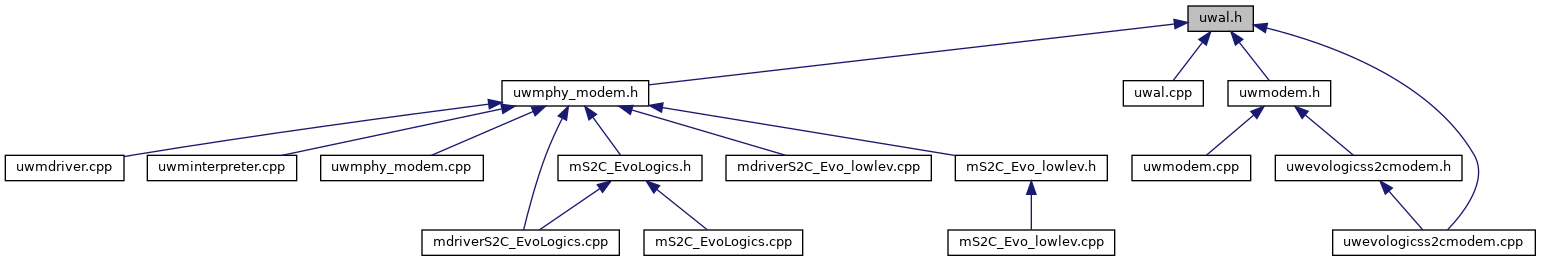 uwal.h
uwmphy_modem.h
uwal.cpp
uwmodem.h
uwmdriver.cpp
uwminterpreter.cpp
uwmphy_modem.cpp
mS2C_EvoLogics.h
mdriverS2C_Evo_lowlev.cpp
mS2C_Evo_lowlev.h
uwmodem.cpp
uwevologicss2cmodem.h
mdriverS2C_EvoLogics.cpp
mS2C_EvoLogics.cpp
mS2C_Evo_lowlev.cpp
uwevologicss2cmodem.cpp